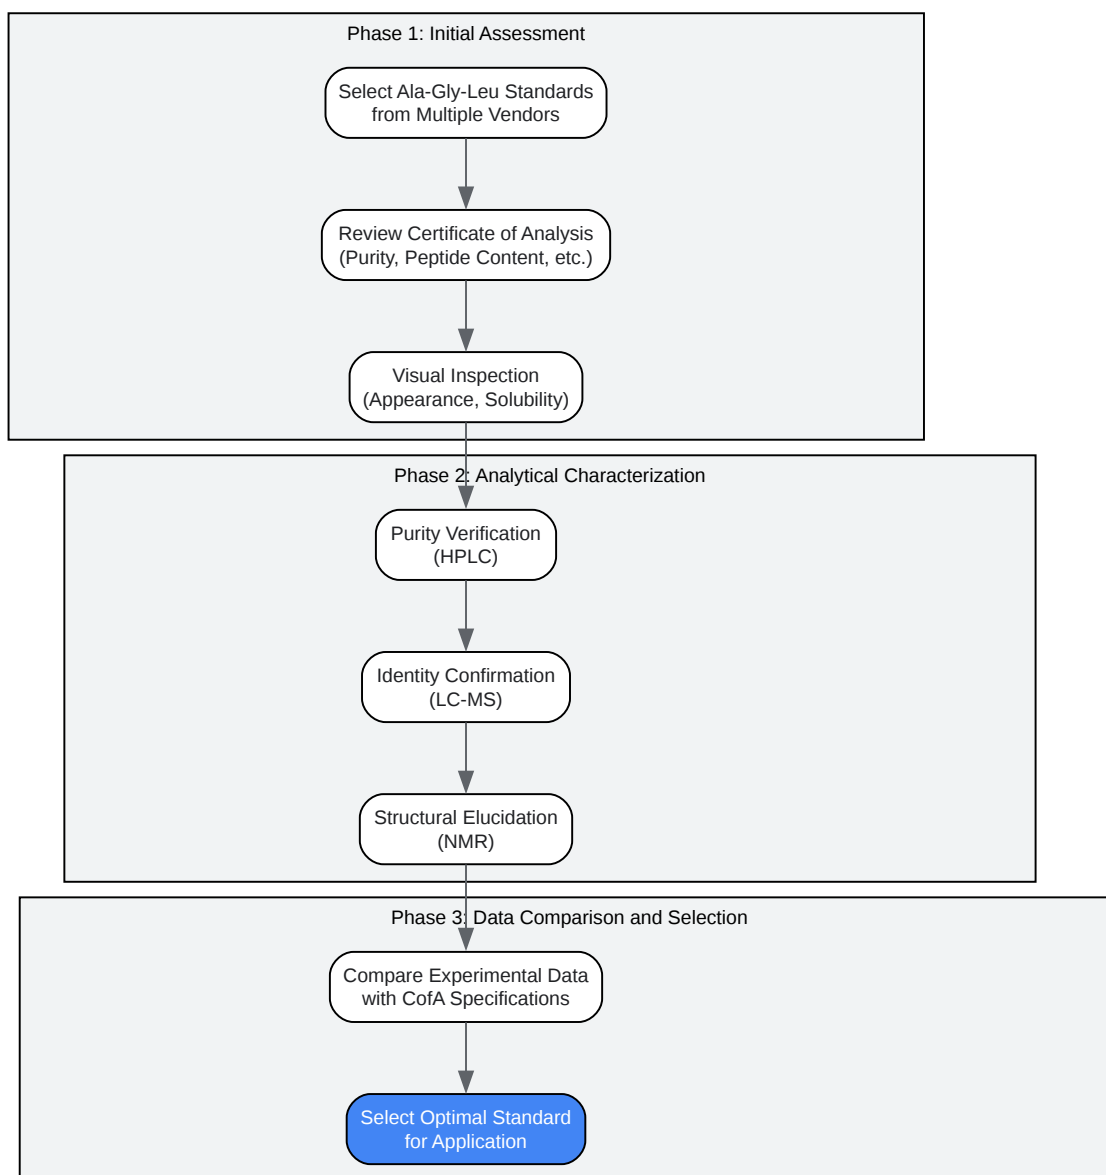 Phase 1: Initial Assessment
Select Ala-Gly-Leu Standards
from Multiple Vendors
Review Certificate of Analysis
(Purity, Peptide Content, etc.)
Visual Inspection
(Appearance, Solubility)
Phase 2: Analytical Characterization
Purity Verification
(HPLC)
Identity Confirmation
(LC-MS)
Structural Elucidation
(NMR)
Phase 3: Data Comparison and Selection
Compare Experimental Data
with CofA Specifications
Select Optimal Standard
for Application